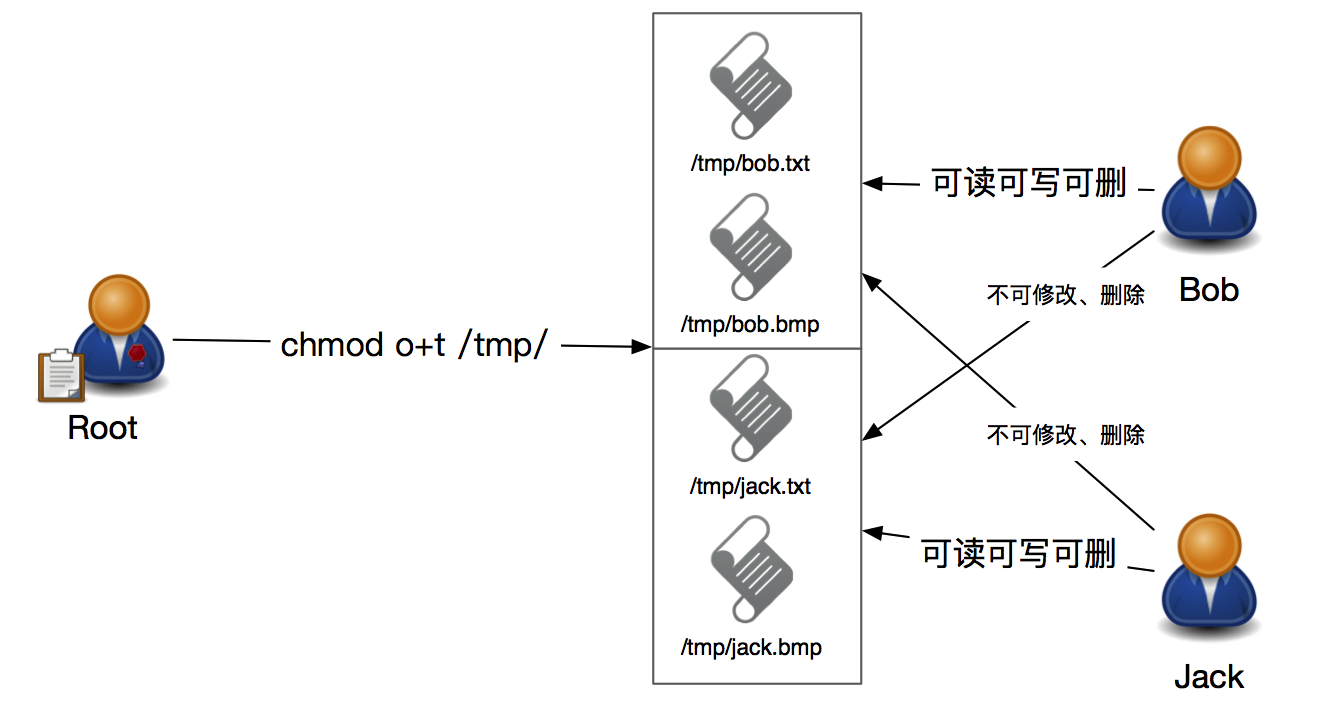 /tmp/bob.txt
可读可写可删
/tmp/bob.bmp
不可修改、删除
Bob
chmod o+t /tmp/
Root
不可修改、删除
/tmp/jack.txt
可读可写可删
/tmp/jack.bmp
Jack